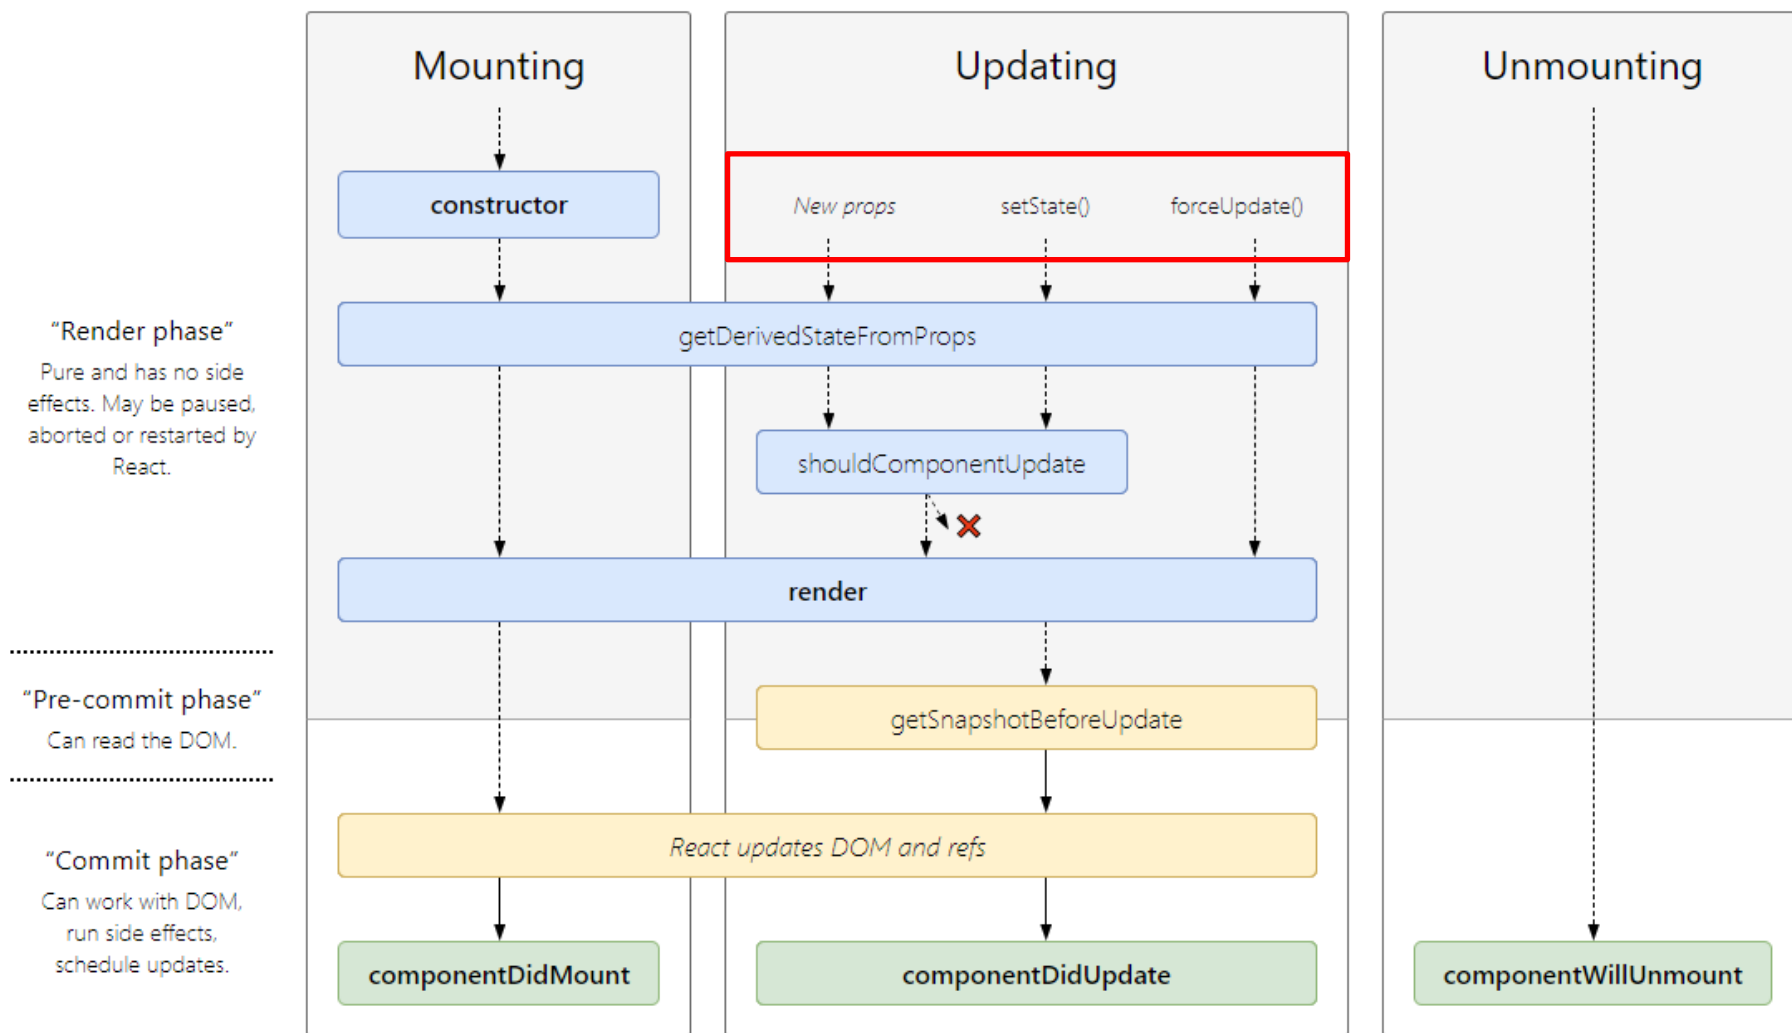 Mounting
Updating
Unmounting
constructor
New props
setState()
forceUpdate()
“Render phase”
Pure and has no side
effects. May be paused,
aborted or restarted by
React.
getDerivedStateFromProps
shouldComponentUpdate
render
“Pre-commit phase”
Can read the DOM.
getSnapshotBeforeUpdate
“Commit phase”
Can work with DOM,
run side effects,
schedule updates.
React updates DOM and refs
componentDidMount
componentDidUpdate
componentWillUnmount